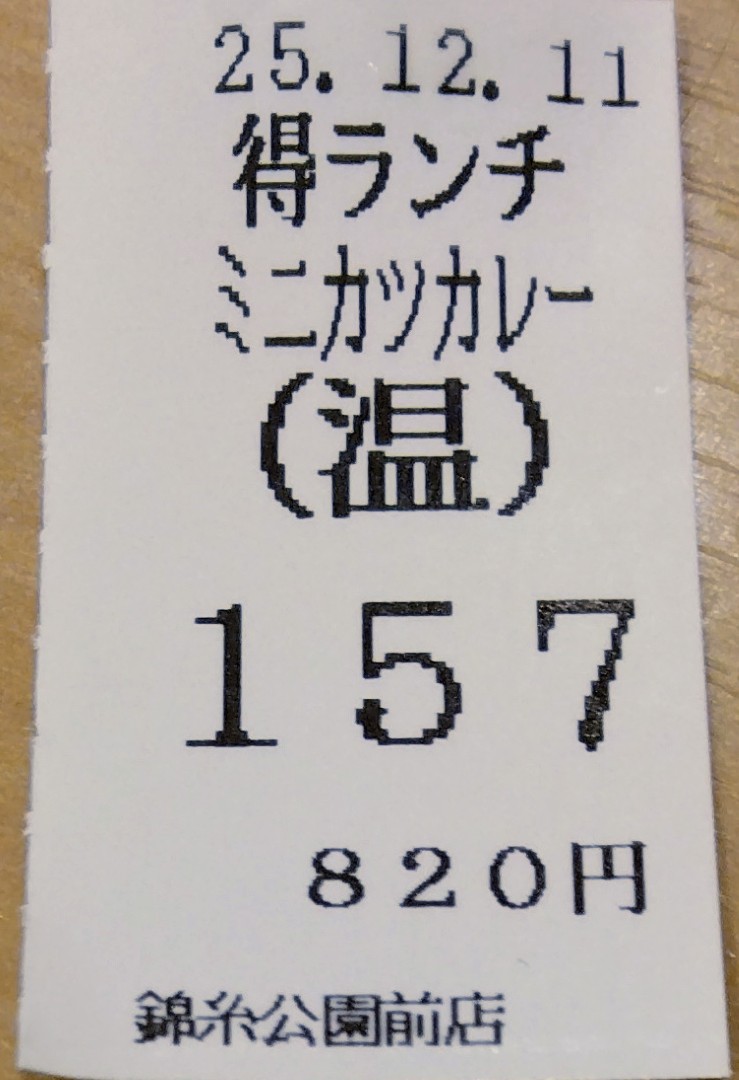 25.12.11
得ランチ
ミニカツカレー
(温)
157
820円
錦糸公園前店